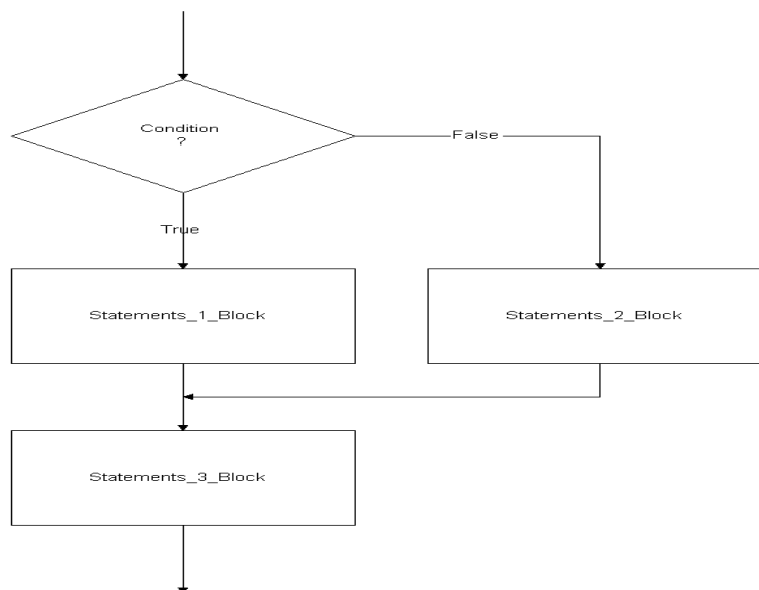 Condition
?
False
True
Statements_1_Block
Statements_2_Block
Statements_3_Block